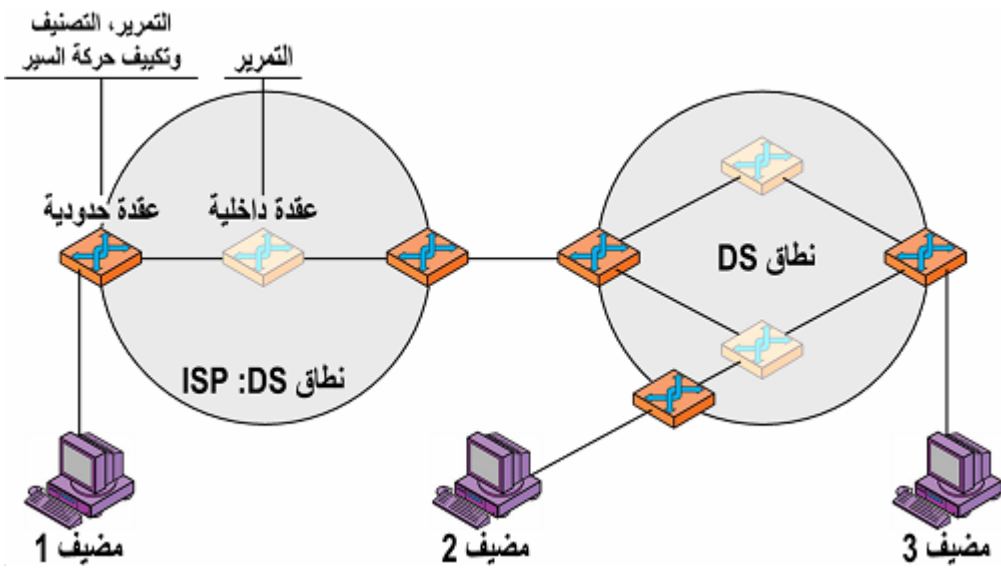 التمرير، التصنيف
وتكييف حركة السير
التمرير
عقدة حدودية
عقدة داخلية
نطاق DS
نطاق ISP :DS
مضيف 1
مضيف 2
مضيف 3